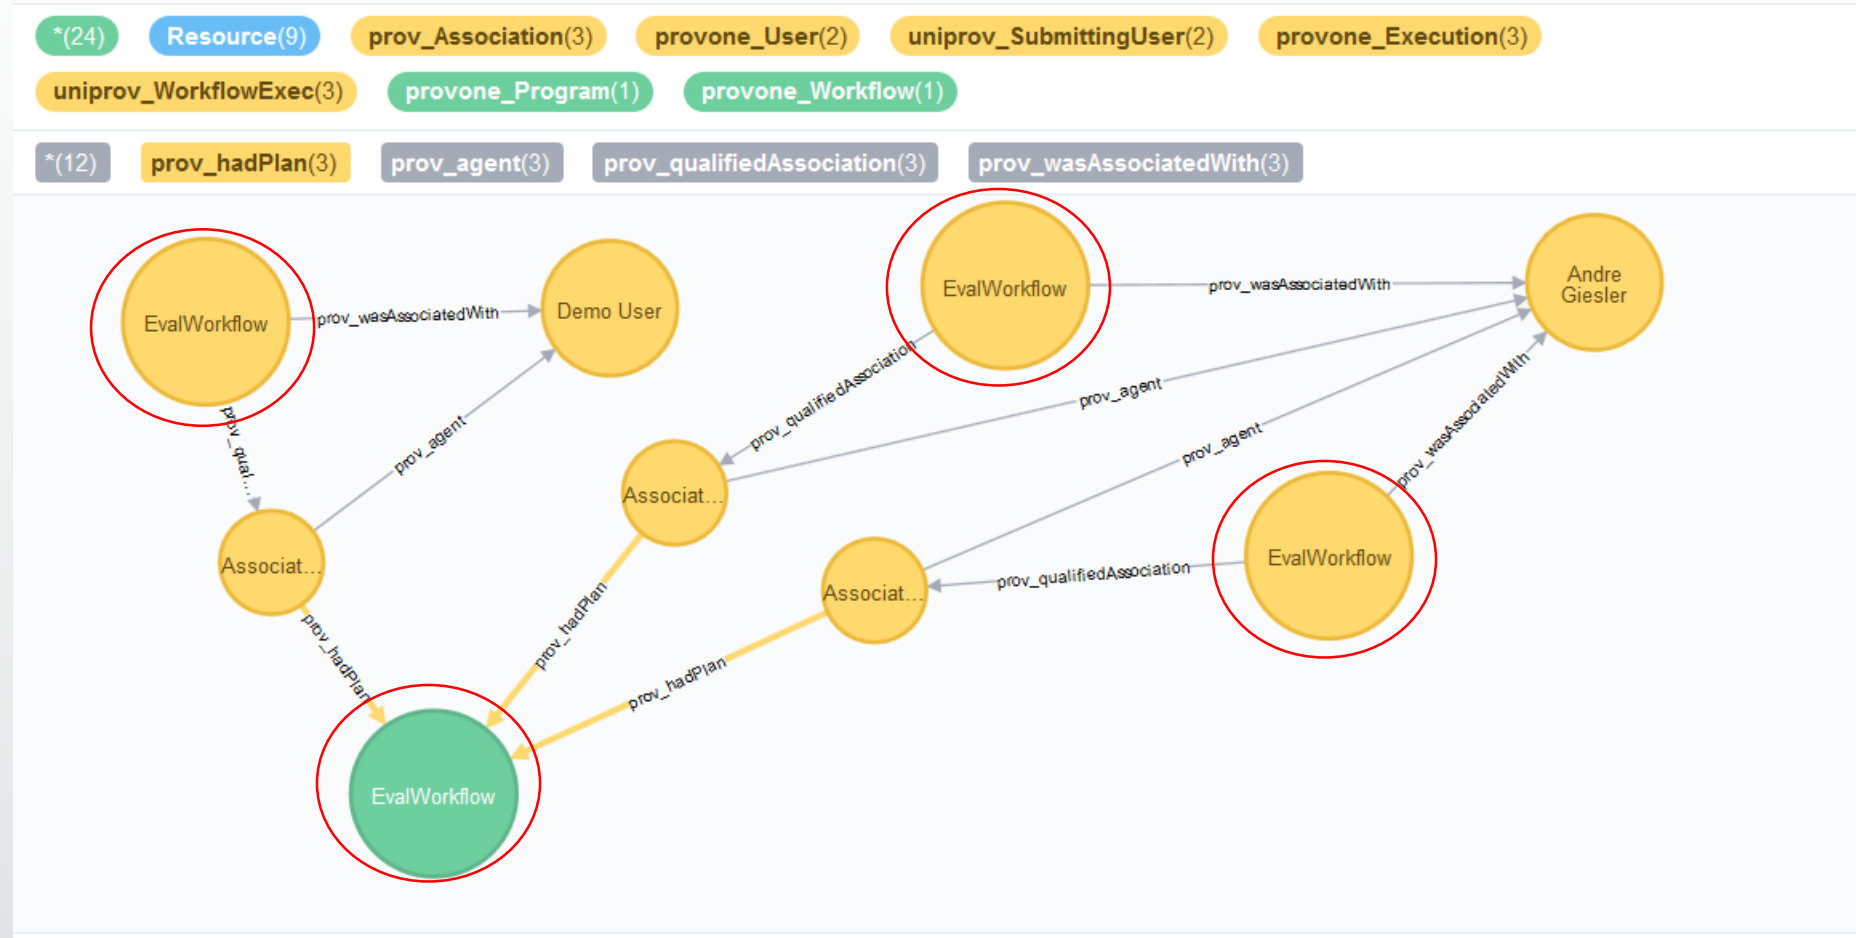 *(24) Resource(9) prov_Association(3) provone_User(2) uniprov_SubmittingUser(2) provone_Execution(3)
uniprov_WorkflowExec(3) provone_Program(1) provone_Workflow(1)
*(12) prov_hadPlan(3) prov_agent(3) prov_qualifiedAssociation(3) prov_wasAssociatedWith(3)
EvalWorkflow
prov_wasAssociatedWith
Demo User
EvalWorkflow
prov_wasAssociatedWith
Andre
Giesler
prov_qualifiedAssociation
prov_agent
prov_agent
prov_wasAssociatedWith
prov_qual...
prov_agent
Associat...
Associat...
prov_qualifiedAssociation
EvalWorkflow
Associat...
prov_hadPlan
prov_hadPlan
prov_hadPlan
EvalWorkflow